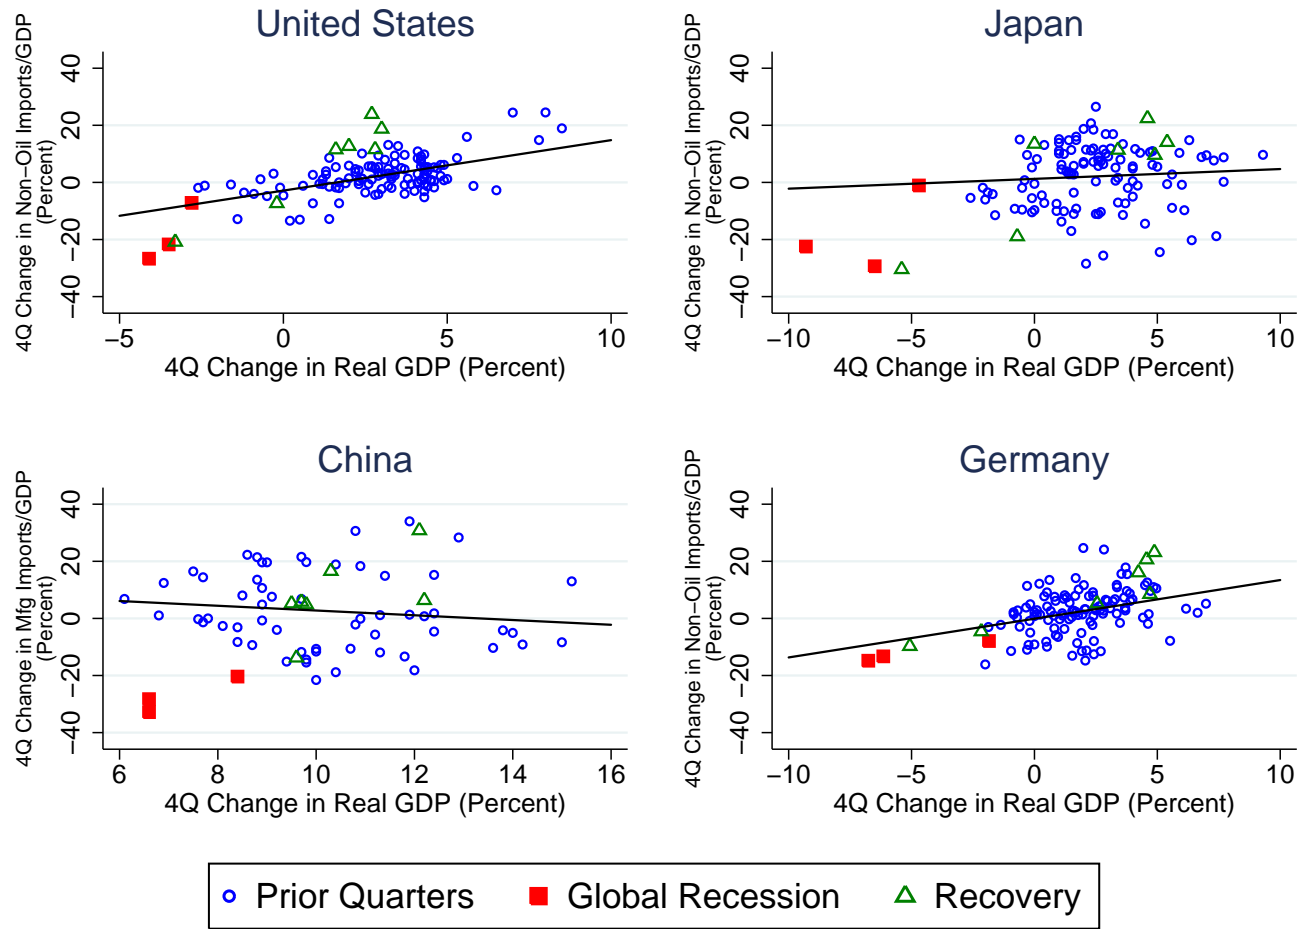 United States
4Q Change in Non−Oil Imports/GDP
(Percent)
40
20
0
−20
−40
−5
0
5
10
4Q Change in Real GDP (Percent)
Japan
4Q Change in Non−Oil Imports/GDP
(Percent)
40
20
0
−20
−40
−10
−5
0
5
10
4Q Change in Real GDP (Percent)
China
4Q Change in Mfg Imports/GDP
(Percent)
40
20
0
−20
−40
6
8
10
12
14
16
4Q Change in Real GDP (Percent)
Germany
4Q Change in Non−Oil Imports/GDP
(Percent)
40
20
0
−20
−40
−10
−5
0
5
10
4Q Change in Real GDP (Percent)
Prior Quarters Global Recession Recovery